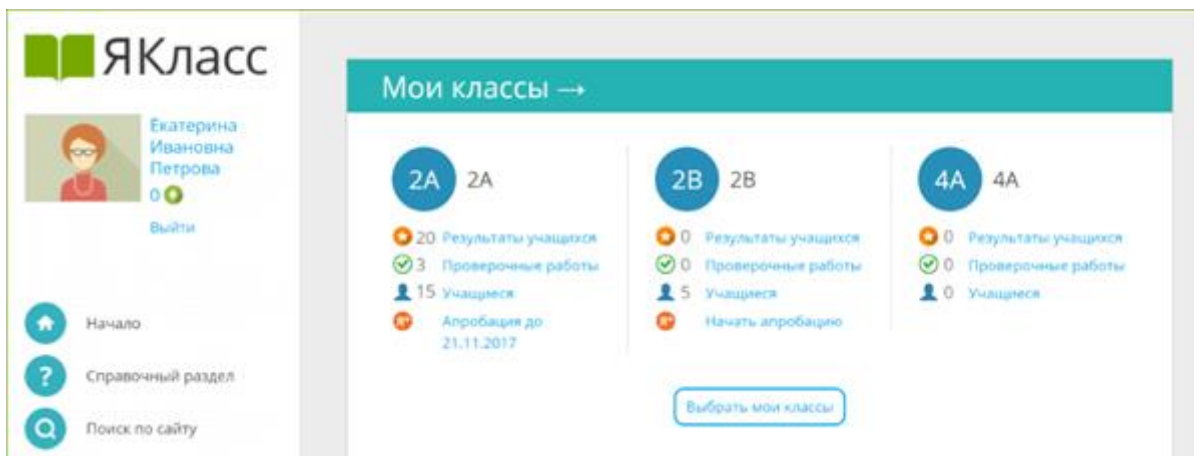 ЯКласс
Екатерина
Ивановна
Петрова
0
Выйти
Начало
?
Справочный раздел
Поиск по сайту
Мои классы →
2А 2А
20 Результаты учащихся
3 Проверочные работы
15 Учащиеся
Я+ Апробация до
21.11.2017
2В 2В
0 Результаты учащихся
0 Проверочные работы
5 Учащиеся
Я+ Начать апробацию
4А 4А
0 Результаты учащихся
0 Проверочные работы
0 Учащиеся
Выбрать мои классы